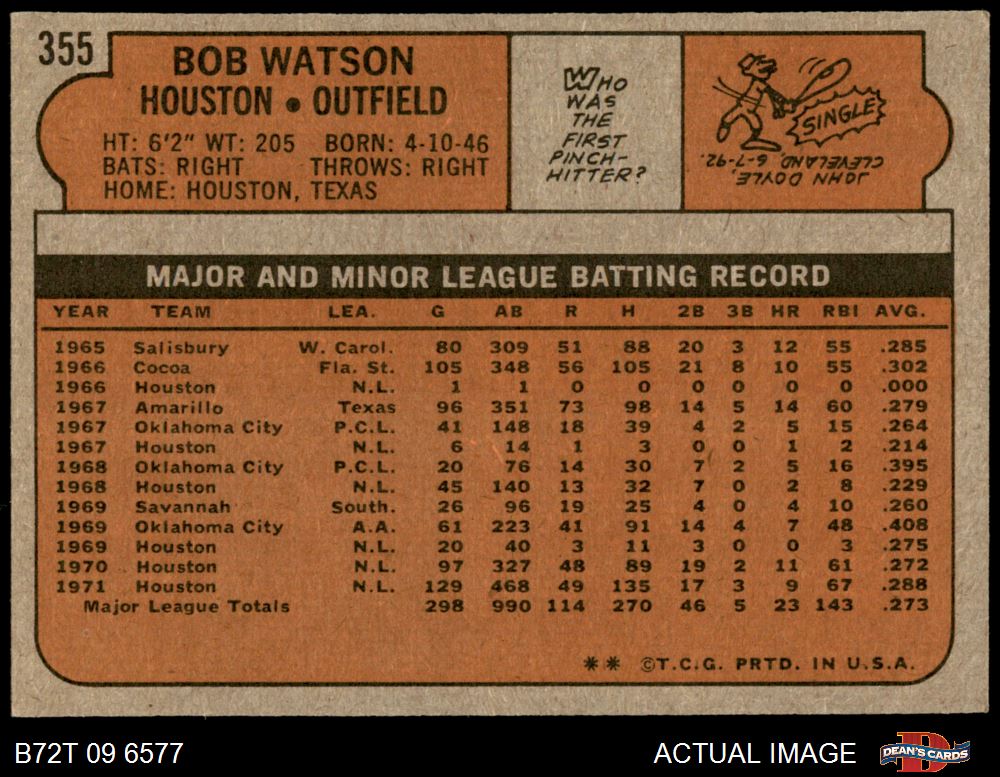 355
BOB WATSON
HOUSTON • OUTFIELD
HT: 6'2" WT: 205 BORN: 4-10-46
BATS: RIGHT THROWS: RIGHT
HOME: HOUSTON, TEXAS
WHO
WAS
THE
FIRST
PINCH-
HITTER?
SINGLE
JOHN DOYLE,
CLEVELAND, 6-7-92.
MAJOR AND MINOR LEAGUE BATTING RECORD
YEAR TEAM LEA. G AB R H 2B 3B HR RBI AVG.
1965 Salisbury W. Carol. 80 309 51 88 20 3 12 55 .285
1966 Cocoa Fla. St. 105 348 56 105 21 8 10 55 .302
1966 Houston N.L. 1 1 0 0 0 0 0 0 .000
1967 Amarillo Texas 96 351 73 98 14 5 14 60 .279
1967 Oklahoma City P.C.L. 41 148 18 39 4 2 5 15 .264
1967 Houston N.L. 6 14 1 3 0 0 1 2 .214
1968 Oklahoma City P.C.L. 20 76 14 30 7 2 5 16 .395
1968 Houston N.L. 45 140 13 32 7 0 2 8 .229
1969 Savannah South. 26 96 19 25 4 0 4 10 .260
1969 Oklahoma City A.A. 61 223 41 91 14 4 7 48 .408
1969 Houston N.L. 20 40 3 11 3 0 0 3 .275
1970 Houston N.L. 97 327 48 89 19 2 11 61 .272
1971 Houston N.L. 129 468 49 135 17 3 9 67 .288
Major League Totals 298 990 114 270 46 5 23 143 .273
** ©T.C.G. PRTD. IN U.S.A.
B72T 09 6577
ACTUAL IMAGE
D
DEAN'S CARDS